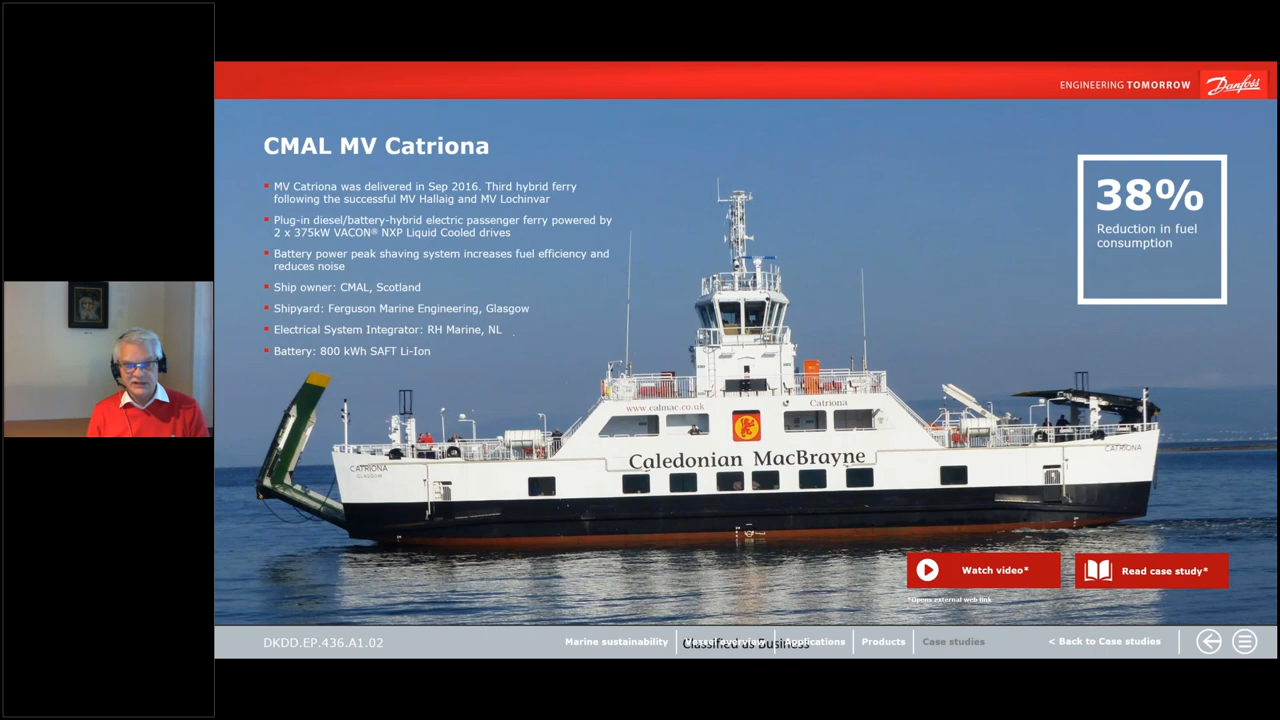 ENGINEERING TOMORROW
Danfoss
CMAL MV Catriona
MV Catriona was delivered in Sep 2016. Third hybrid ferry
following the successful MV Hallaig and MV Lochinvar
Plug-in diesel/battery-hybrid electric passenger ferry powered by
2 x 375kW VACON® NXP Liquid Cooled drives
Battery power peak shaving system increases fuel efficiency and
reduces noise
Ship owner: CMAL, Scotland
Shipyard: Ferguson Marine Engineering, Glasgow
Electrical System Integrator: RH Marine, NL
Battery: 800 kWh SAFT Li-Ion
38%
Reduction in fuel
consumption
www.calmac.co.uk
Catriona
CATRIONA
GLASGOW
Caledonian MacBrayne
CATRIONA
Watch video*
Read case study*
*Opens external web link
DKDD.EP.436.A1.02
Marine sustainability
Vessel overview
Applications
Products
Case studies
< Back to Case studies
Classified as Business